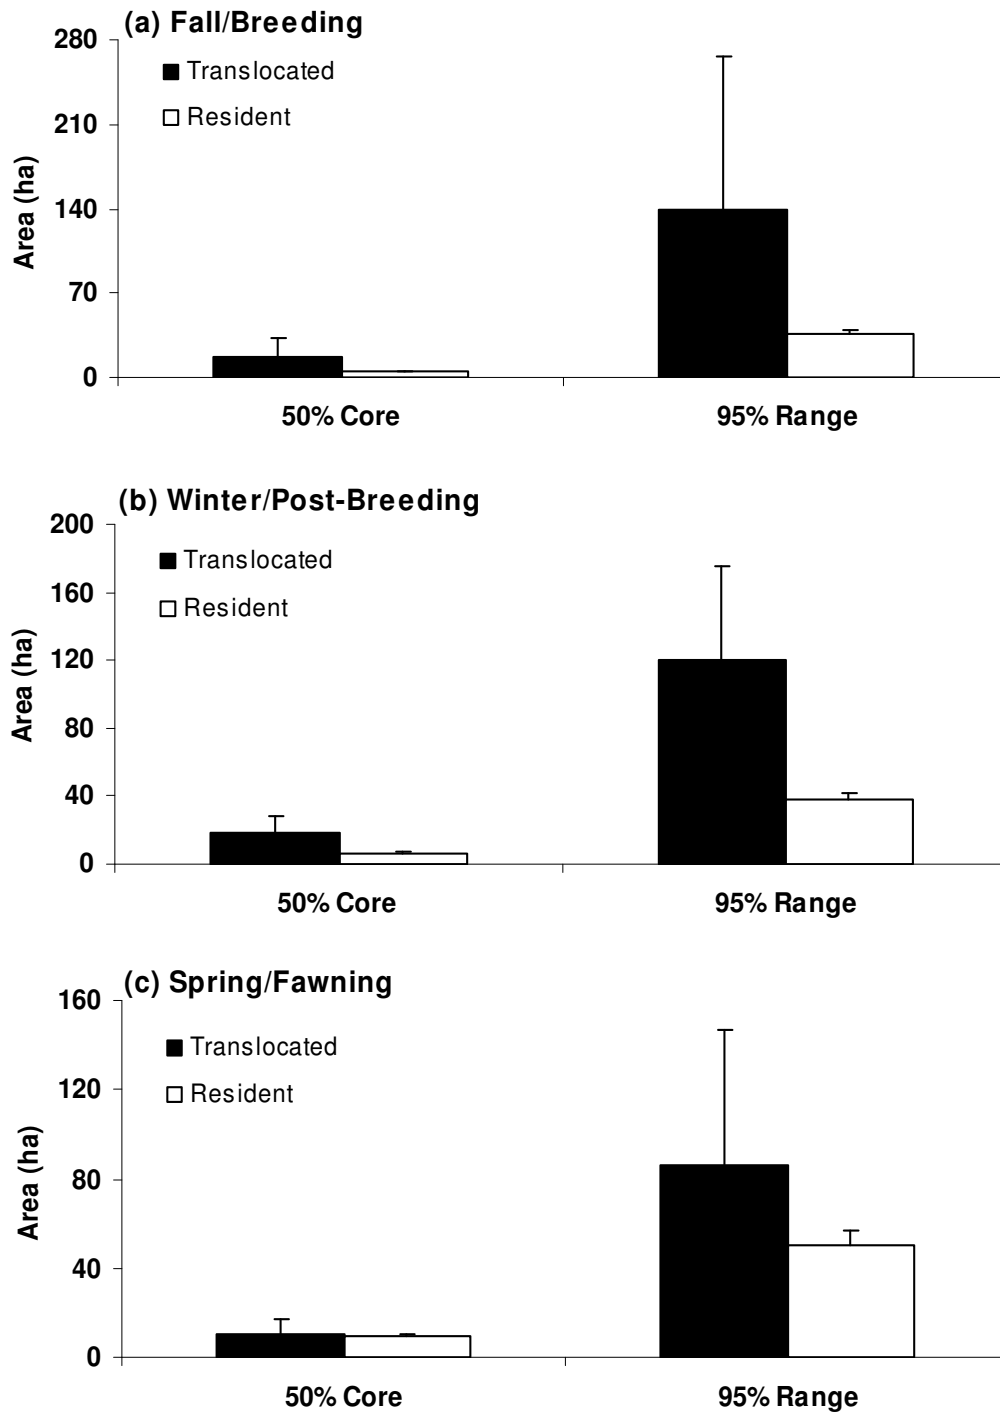 (a) Fall/Breeding
280
210
140
70
0
Area (ha)
Translocated
Resident
50% Core
95% Range
(b) Winter/Post-Breeding
200
160
120
80
40
0
Area (ha)
Translocated
Resident
50% Core
95% Range
(c) Spring/Fawning
160
120
80
40
0
Area (ha)
Translocated
Resident
50% Core
95% Range